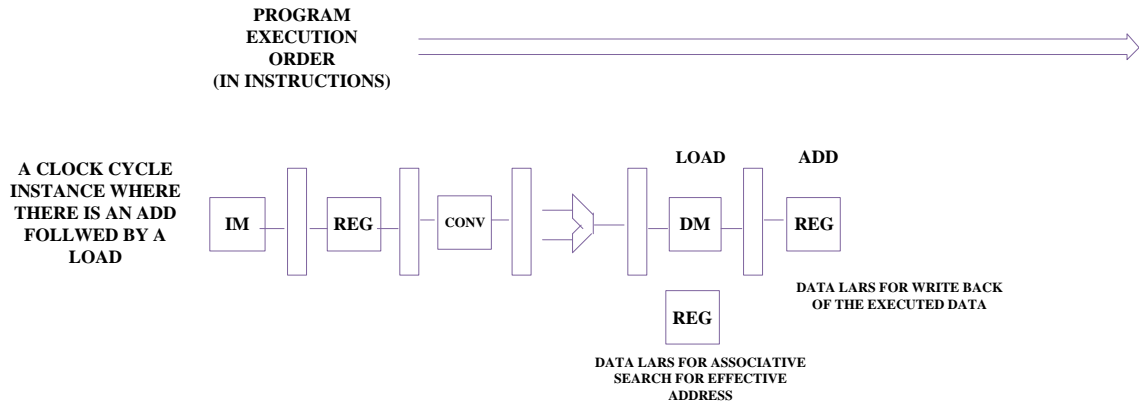 PROGRAM
EXECUTION
ORDER
(IN INSTRUCTIONS)
A CLOCK CYCLE
INSTANCE WHERE
THERE IS AN ADD
FOLLWED BY A
LOAD
LOAD
ADD
IM
REG
CONV
DM
REG
REG
DATA LARS FOR WRITE BACK
OF THE EXECUTED DATA
DATA LARS FOR ASSOCIATIVE
SEARCH FOR EFFECTIVE
ADDRESS